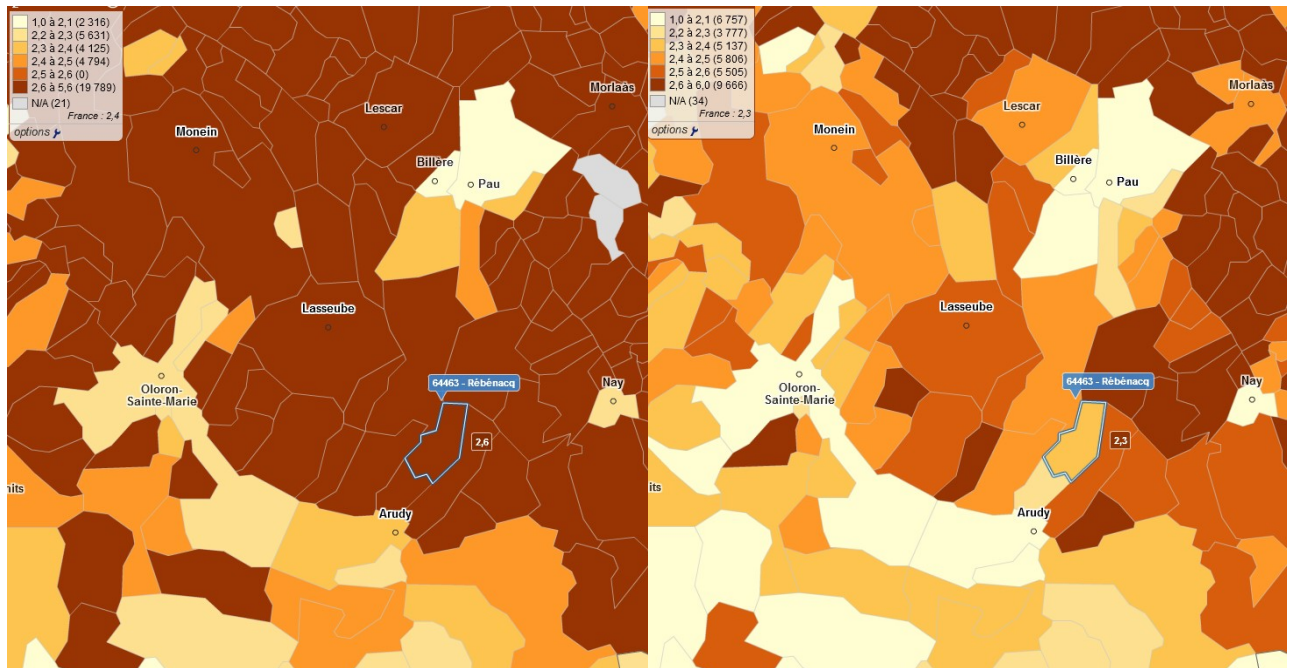 1,0 à 2,1 (2 316)
2,2 à 2,3 (5 631)
2,3 à 2,4 (4 125)
2,4 à 2,5 (4 794)
2,5 à 2,6 (0)
2,6 à 5,6 (19 789)
N/A (21)
France : 2,4
options
Morlaàs
Lescar
Monein
Billère
Pau
Lasseube
Oloron-
Sainte-Marie
64463 - Rébénacq
Nay
2,6
nits
Arudy
1,0 à 2,1 (6 757)
2,2 à 2,3 (3 777)
2,3 à 2,4 (5 137)
2,4 à 2,5 (5 806)
2,5 à 2,6 (5 505)
2,6 à 6,0 (9 666)
N/A (34)
France : 2,3
options
Morlaàs
Lescar
Monein
Billère
Pau
Lasseube
Oloron-
Sainte-Marie
64463 - Rébénacq
Nay
2,3
its
Arudy